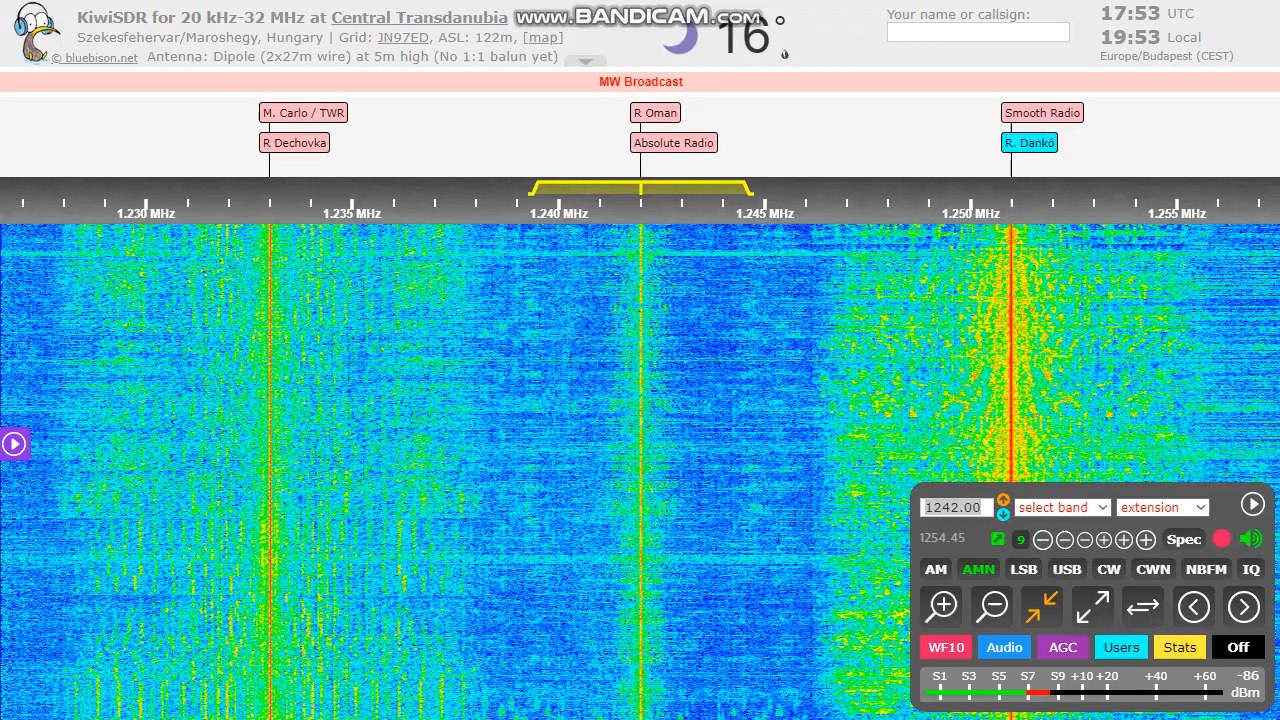 KiwiSDR for 20 kHz-32 MHz at Central Transdanubia
www.BANDICAM.com
16°
Your name or callsign:
17:53 UTC
Szekesfehervar/Maroshegy, Hungary | Grid: JN97ED, ASL: 122m, [map]
19:53 Local
© bluebison.net
Antenna: Dipole (2x27m wire) at 5m high (No 1:1 balun yet)
Europe/Budapest (CEST)
MW Broadcast
M. Carlo / TWR
R Oman
Smooth Radio
R Dechovka
Absolute Radio
R. Dankó
1.230 MHz 1.235 MHz 1.240 MHz 1.245 MHz 1.250 MHz 1.255 MHz
1242.00 select band extension
1254.45 9 Spec
AM AMN LSB USB CW CWN NBFM IQ
WF10 Audio AGC Users Stats Off
S1 S3 S5 S7 S9 +10 +20 +40 +60 -86
dBm